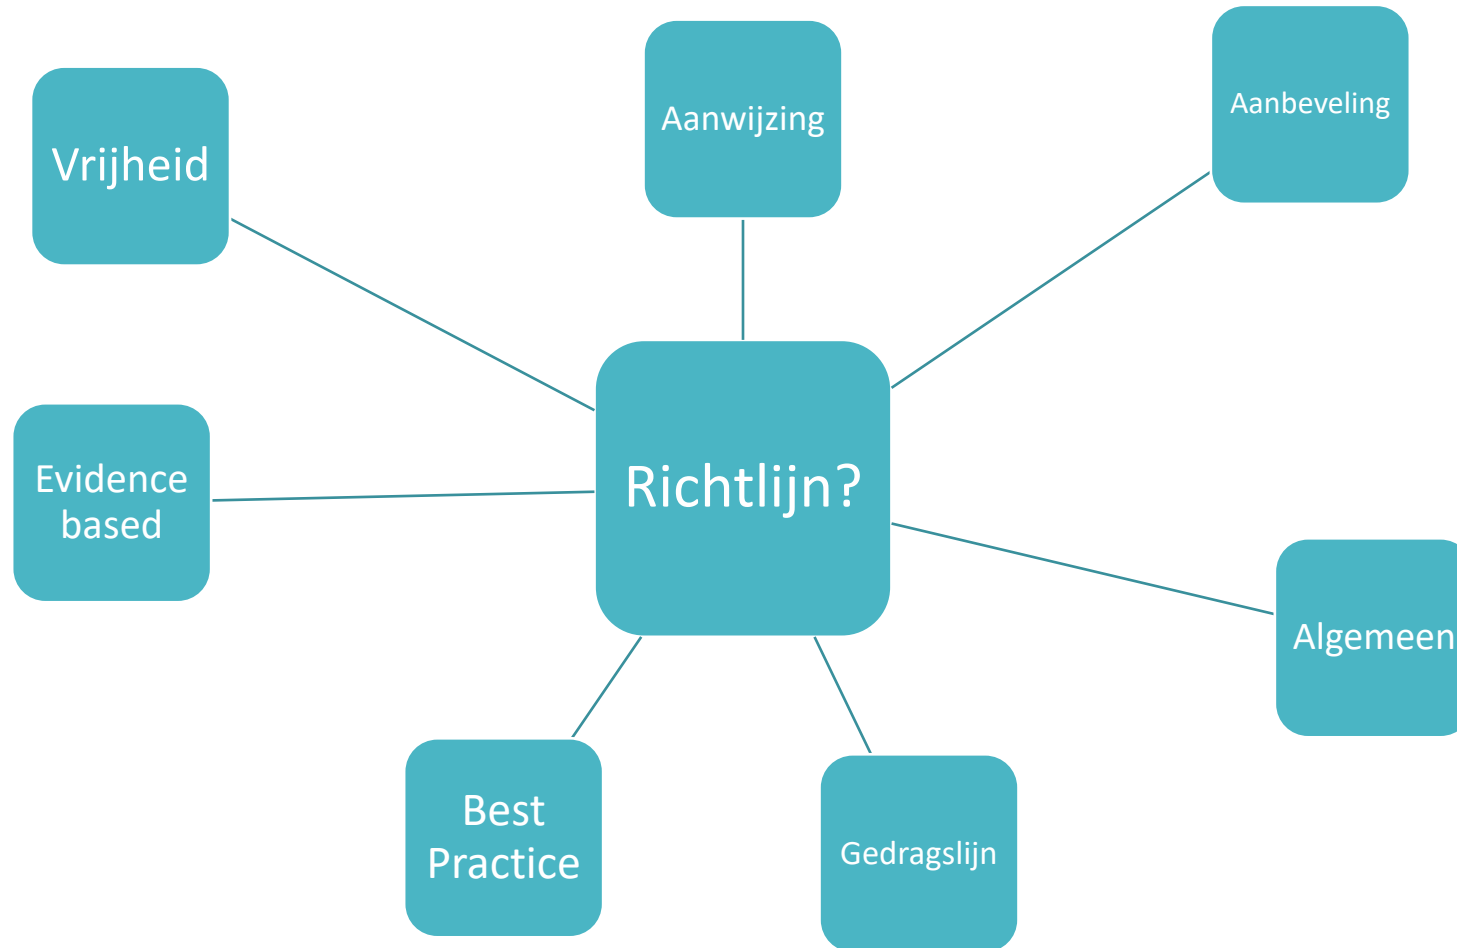 Aanbeveling
Aanwijzing
Vrijheid
Evidence
based
Richtlijn?
Algemeen
Best
Practice
Gedragslijn